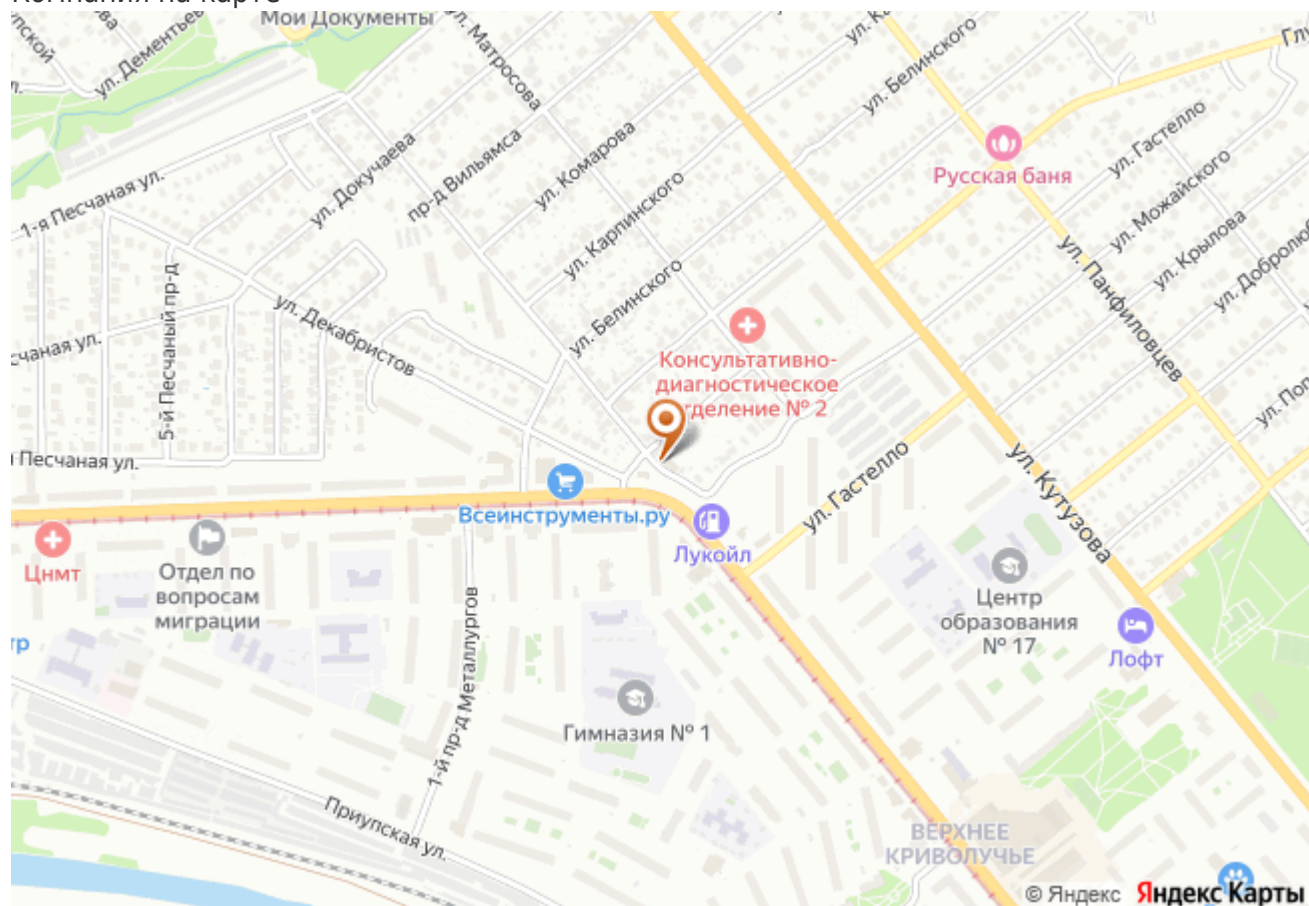 Мои Документы
ул. Дементьева
ул. Матросова
ул. Белинского
ул. Гастелло
Русская баня
ул. Можайского
ул. Крылова
ул. Панфиловцев
1-я Песчаная ул.
ул. Докучаева
пр-д Вильямса
ул. Комарова
ул. Карпинского
ул. Белинского
5-й Песчаный пр-д
ул. Декабристов
Консультативно-
диагностическое
№ 2
Песчаная ул.
Всеинструменты.ру
Лукойл
ул. Гастелло
ул. Кутузова
Цнмт
Отдел по
вопросам
миграции
1-й пр-д Металлургов
Центр
образования
№ 17
Лофт
Гимназия № 1
Приупская ул.
ВЕРХНЕЕ
КРИВОЛУЧЬЕ
© Яндекс Яндекс Карты